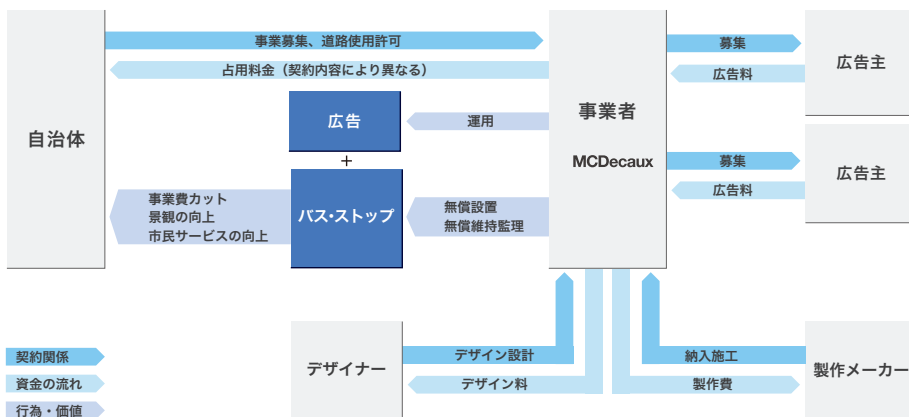 事業募集、道路使用許可
占用料金（契約内容により異なる）
自治体
広告
運用
+
事業費カット
景観の向上
市民サービスの向上
バス・ストップ
無償設置
無償維持監理
事業者
MCDecaux
募集
広告料
広告主
募集
広告料
広告主
契約関係
資金の流れ
行為・価値
デザイナー
デザイン設計
デザイン料
納入施工
製作費
製作メーカー